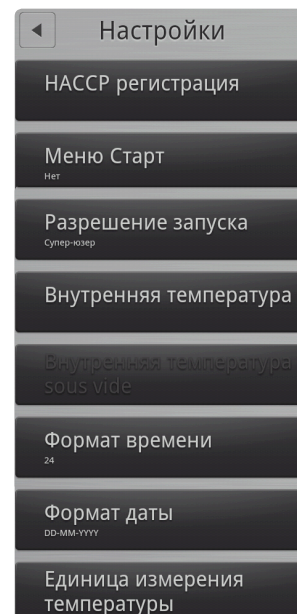 Настройки
HACCP регистрация
Меню Старт
Нет
Разрешение запуска
Супер-юзер
Внутренняя температура
Внутренняя температура
sous vide
Формат времени
24
Формат даты
DD-MM-YYYY
Единица измерения
температуры